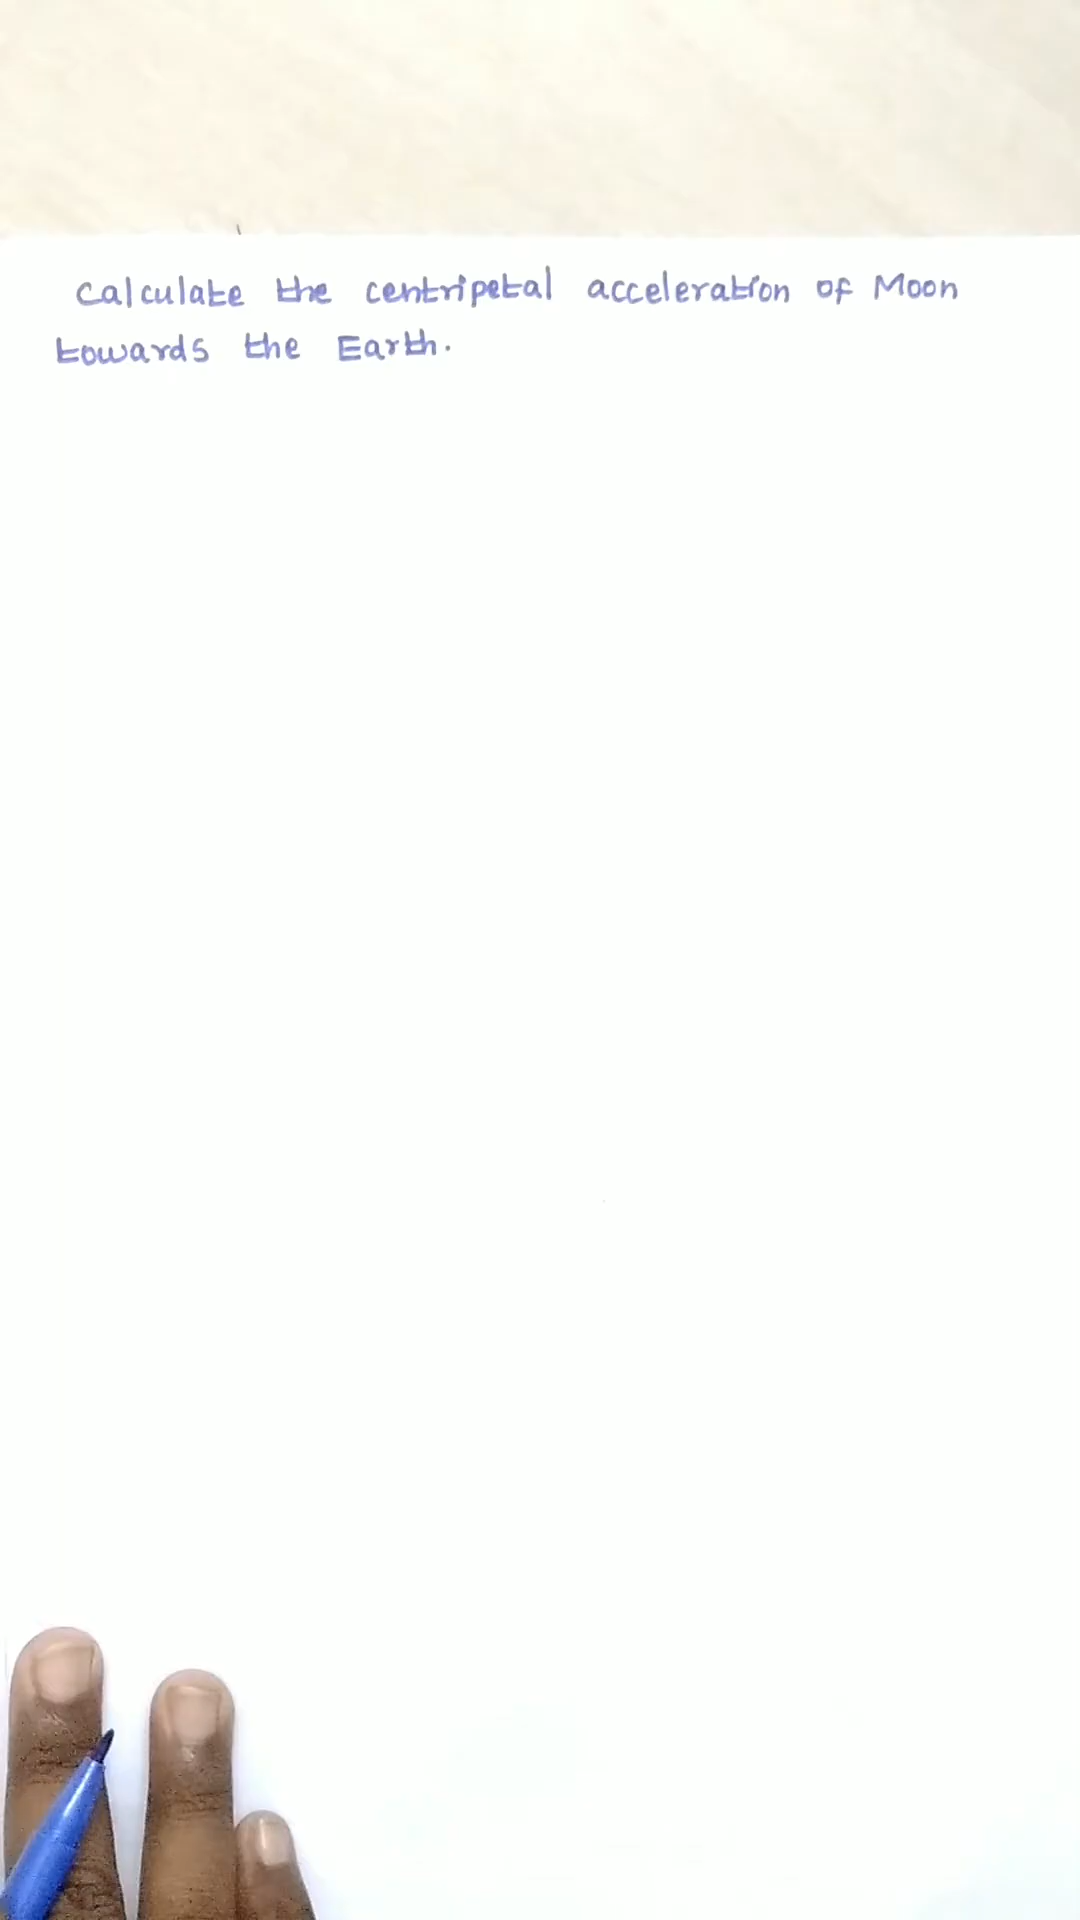 calculate the centripetal acceleration of Moon
towards the Earth.